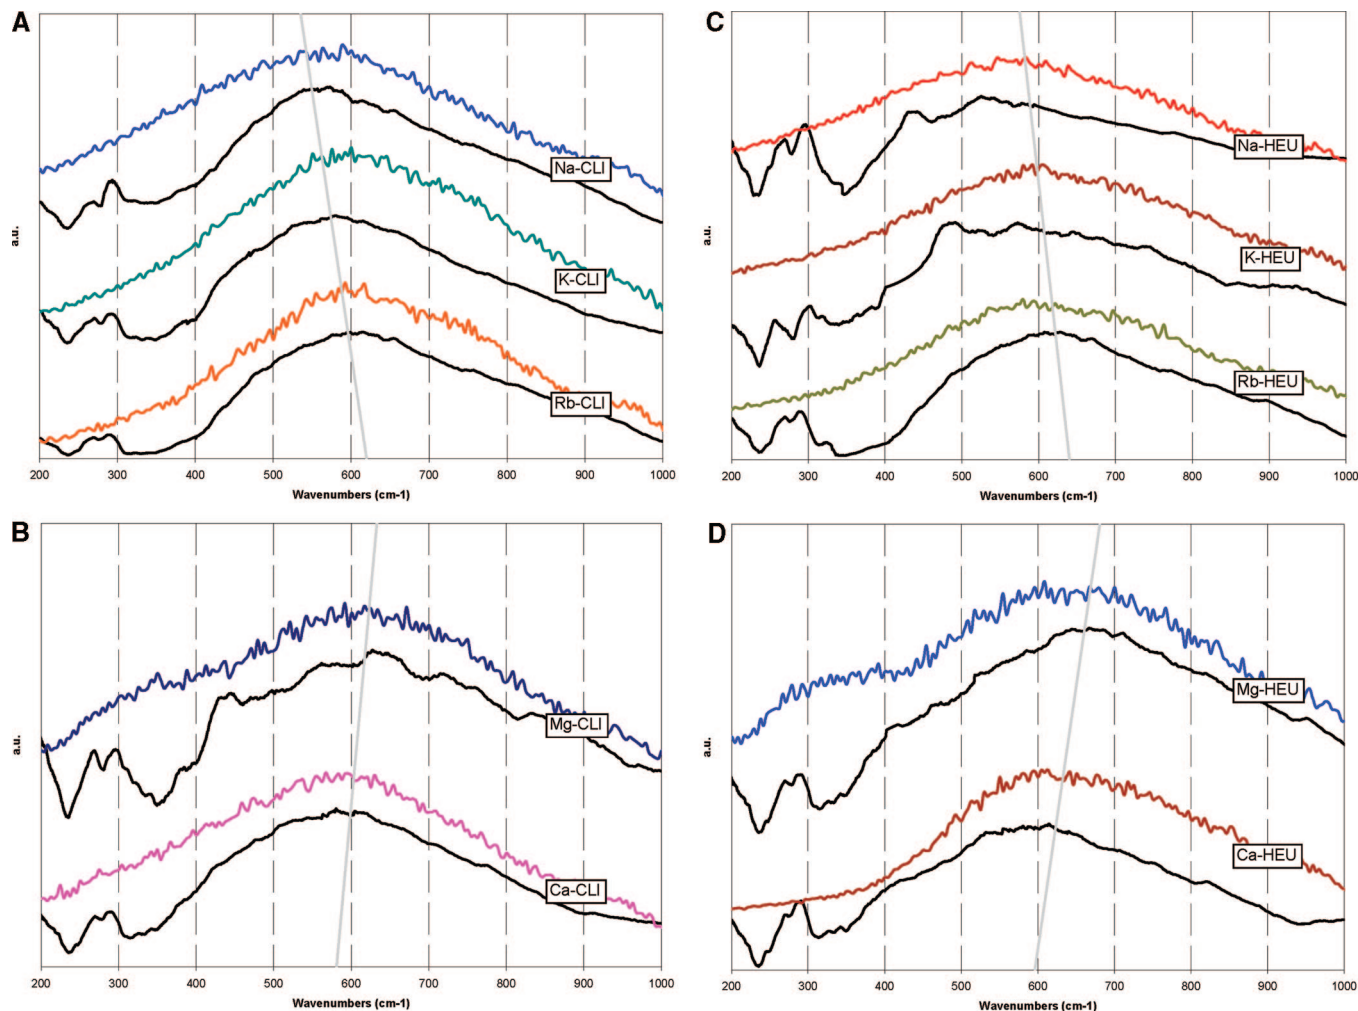 A
a.u.
Na-CLI
K-CLI
Rb-CLI
200 300 400 500 600 700 800 900 1000
Wavenumbers (cm-1)
C
a.u.
Na-HEU
K-HEU
Rb-HEU
200 300 400 500 600 700 800 900 1000
Wavenumbers (cm-1)
B
a.u.
Mg-CLI
Ca-CLI
200 300 400 500 600 700 800 900 1000
Wavenumbers (cm-1)
D
a.u.
Mg-HEU
Ca-HEU
200 300 400 500 600 700 800 900 1000
Wavenumbers (cm-1)